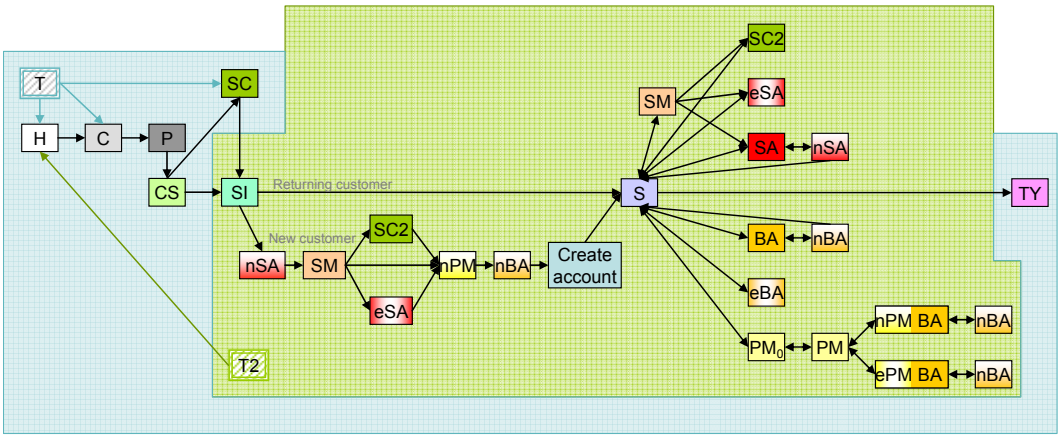 SC2
T
SC
SM
eSA
H
C
P
SA
nSA
CS
SI
Returning customer
S
TY
New customer
SC2
BA
nBA
nSA
SM
nPM
nBA
Create
account
eBA
eSA
nPM BA
nBA
PM0
PM
T2
ePM BA
nBA